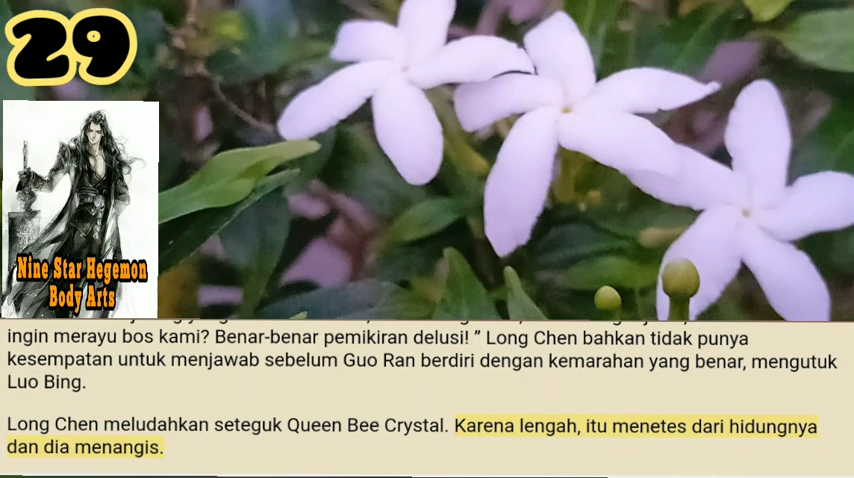 29
Nine Star Hegemon
Body Arts
ingin merayu bos kami? Benar-benar pemikiran delusi! ” Long Chen bahkan tidak punya
kesempatan untuk menjawab sebelum Guo Ran berdiri dengan kemarahan yang benar, mengutuk
Luo Bing.
Long Chen meludahkan seteguk Queen Bee Crystal. Karena lengah, itu menetes dari hidungnya
dan dia menangis.